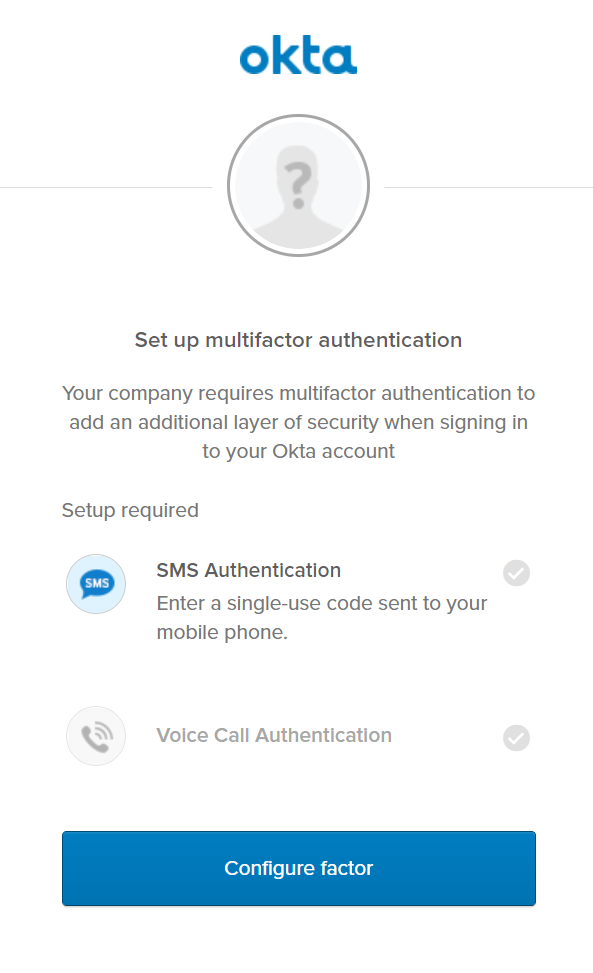 okta
?
Set up multifactor authentication
Your company requires multifactor authentication to
add an additional layer of security when signing in
to your Okta account
Setup required
SMS
SMS Authentication
Enter a single-use code sent to your
mobile phone.
Voice Call Authentication
Configure factor